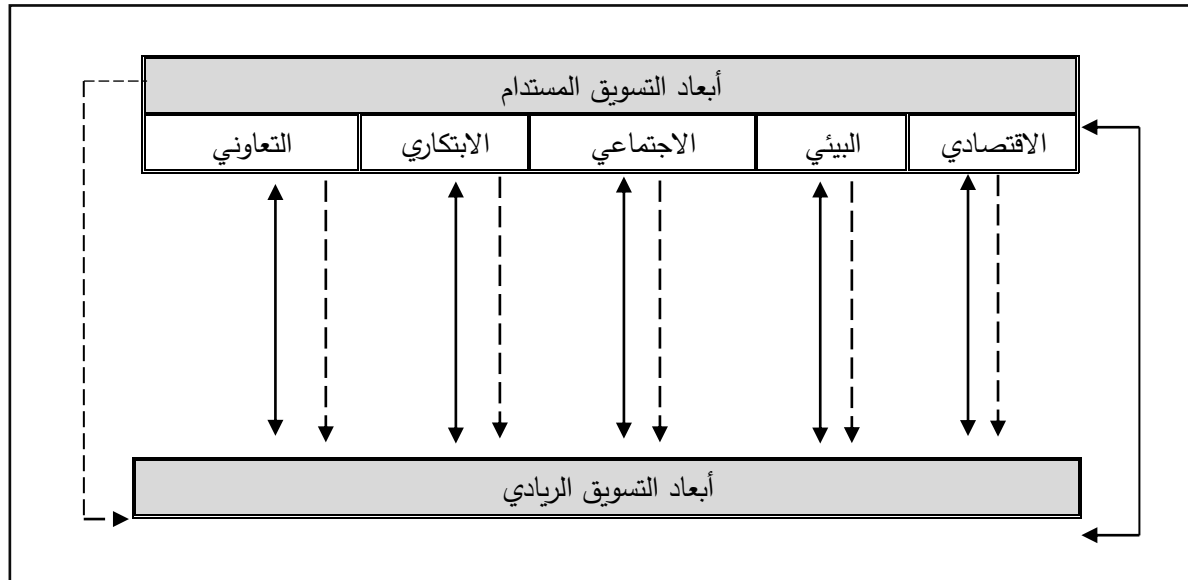 أبعاد التسويق المستدام
الاقتصادي البيئي الاجتماعي الابتكاري التعاوني
أبعاد التسويق الريادي